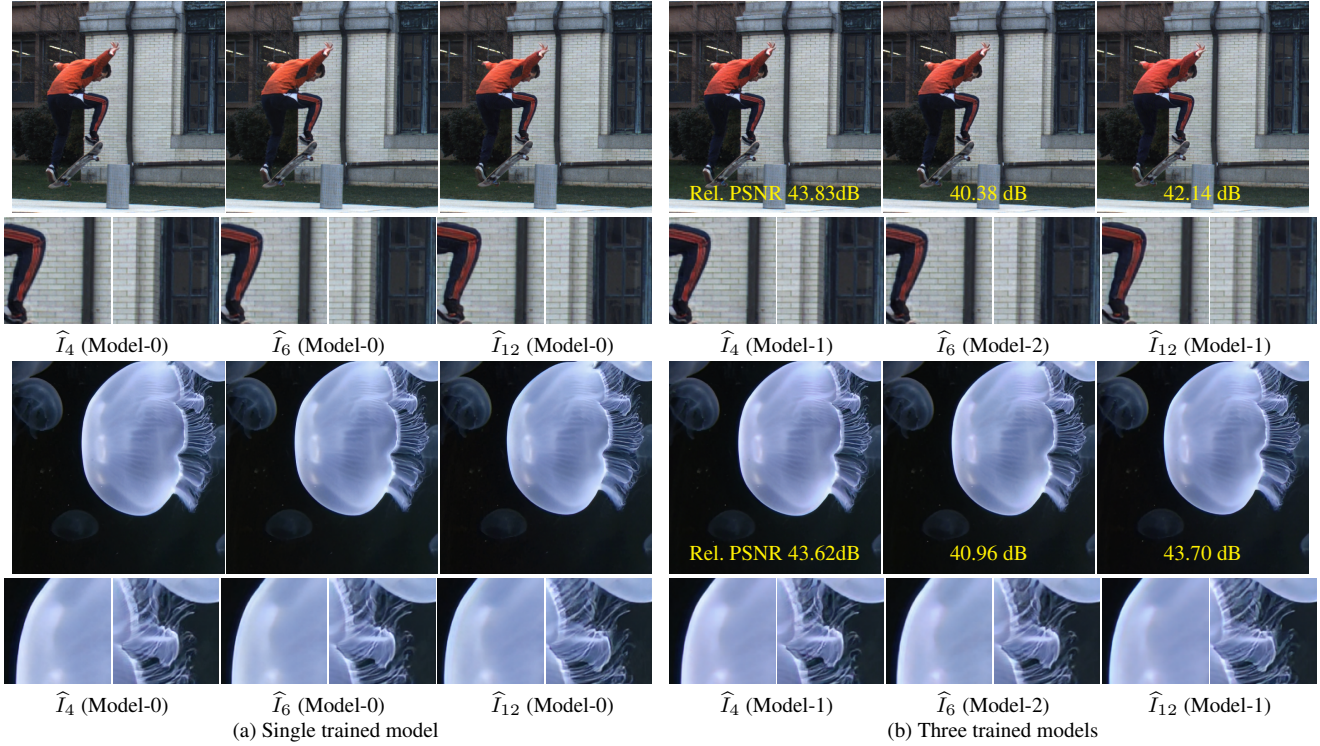 Rel. PSNR 43.83dB 40.38 dB 42.14 dB
Î₄ (Model-0) Î₆ (Model-0) Î₁₂ (Model-0) Î₄ (Model-1) Î₆ (Model-2) Î₁₂ (Model-1)
Rel. PSNR 43.62dB 40.96 dB 43.70 dB
Î₄ (Model-0) Î₆ (Model-0) Î₁₂ (Model-0) Î₄ (Model-1) Î₆ (Model-2) Î₁₂ (Model-1)
(a) Single trained model (b) Three trained models